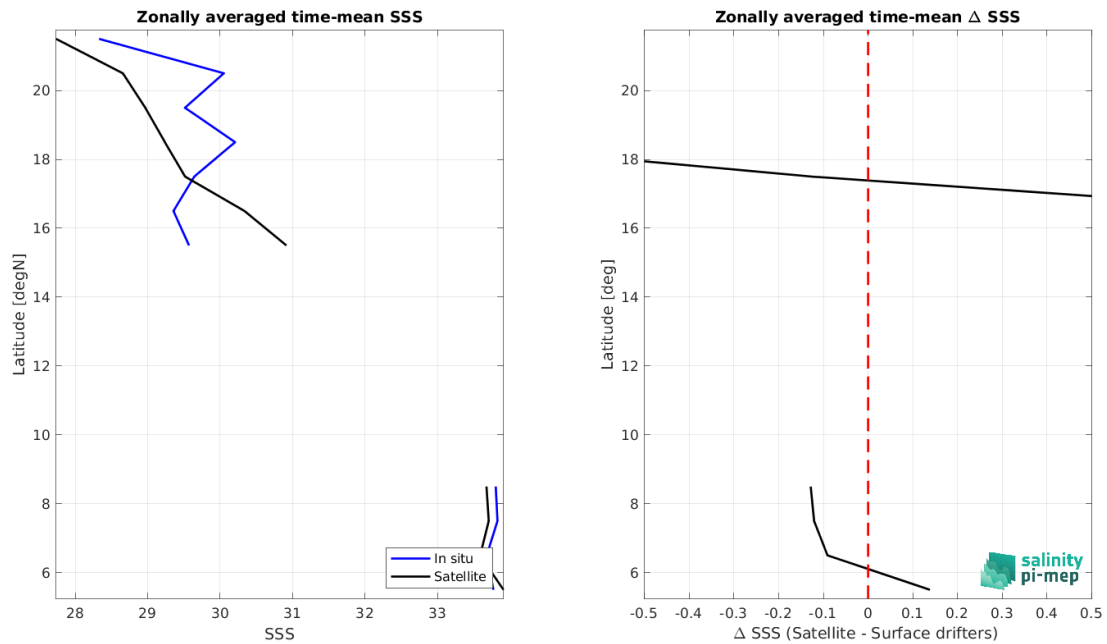 Zonally averaged time-mean SSS
20
18
16
14
12
10
8
6
Latitude [degN]
28 29 30 31 32 33
SSS
In situ
Satellite
Zonally averaged time-mean Δ SSS
20
18
16
14
12
10
8
6
Latitude [deg]
-0.5 -0.4 -0.3 -0.2 -0.1 0 0.1 0.2 0.3 0.4 0.5
Δ SSS (Satellite - Surface drifters)
salinity
pi-mep